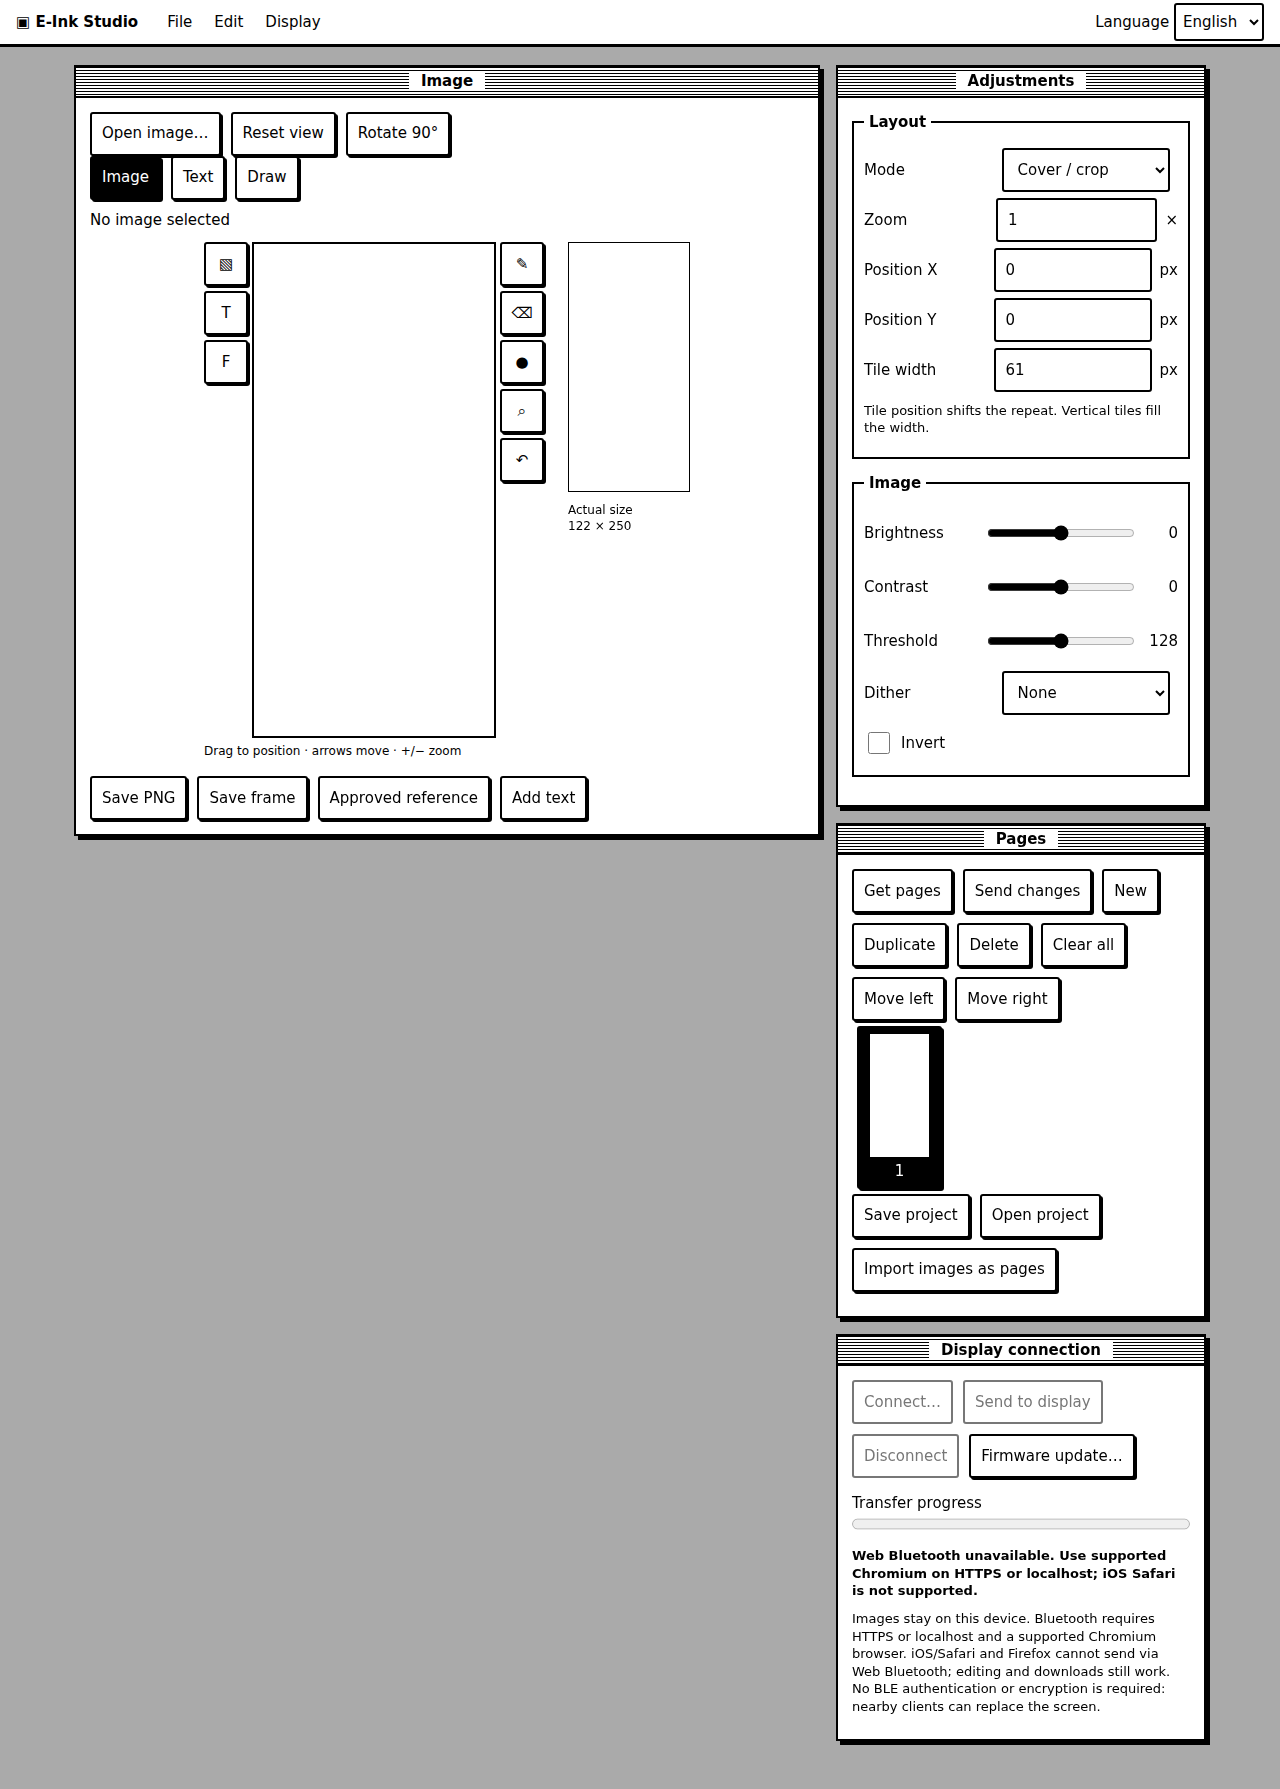 ▣ E-Ink Studio File Edit Display Language English
Image
Open image… Reset view Rotate 90°
Image Text Draw
No image selected
T
F
Actual size
122 × 250
Drag to position · arrows move · +/− zoom
Save PNG Save frame Approved reference Add text
Adjustments
Layout
Mode Cover / crop
Zoom 1 ×
Position X 0 px
Position Y 0 px
Tile width 61 px
Tile position shifts the repeat. Vertical tiles fill
the width.
Image
Brightness 0
Contrast 0
Threshold 128
Dither None
Invert
Pages
Get pages Send changes New
Duplicate Delete Clear all
Move left Move right
1
Save project Open project
Import images as pages
Display connection
Connect… Send to display
Disconnect Firmware update…
Transfer progress
Web Bluetooth unavailable. Use supported
Chromium on HTTPS or localhost; iOS Safari
is not supported.
Images stay on this device. Bluetooth requires
HTTPS or localhost and a supported Chromium
browser. iOS/Safari and Firefox cannot send via
Web Bluetooth; editing and downloads still work.
No BLE authentication or encryption is required:
nearby clients can replace the screen.